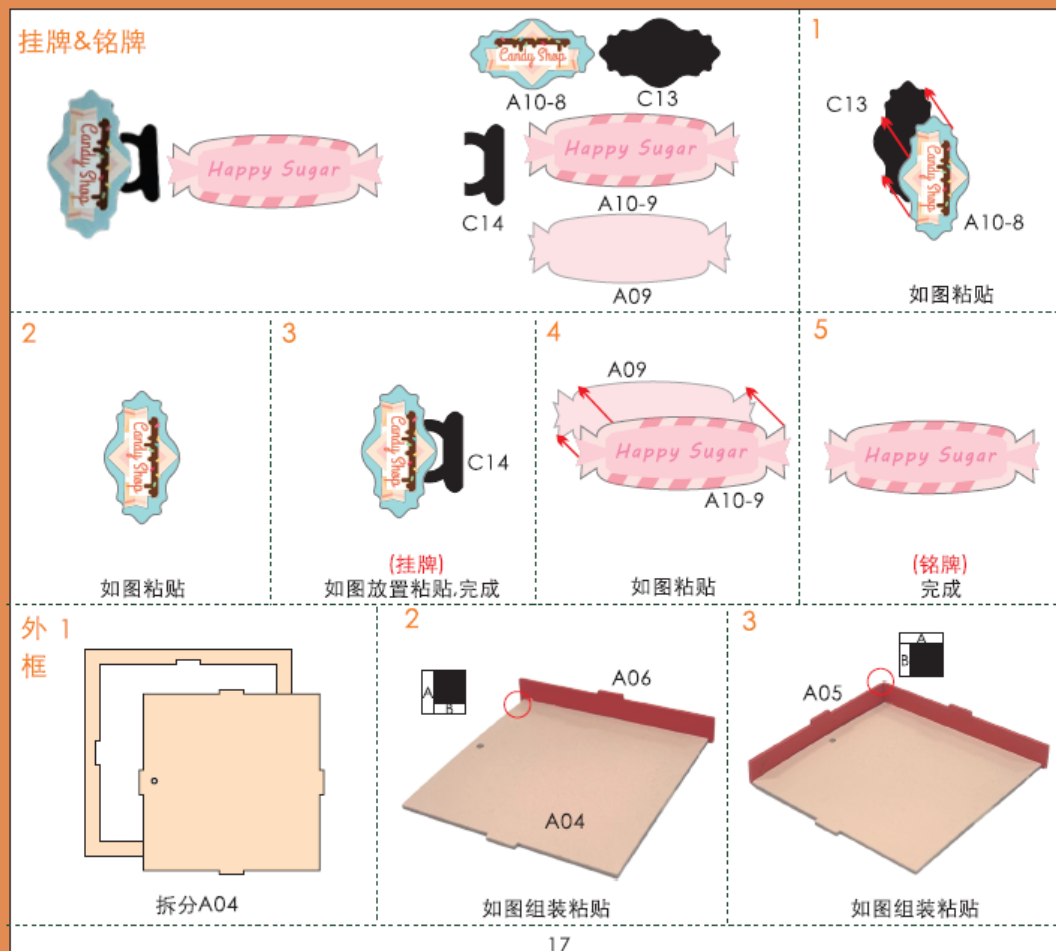 挂牌&铭牌
Candy Shop
Happy Sugar
Candy Shop
A10-8
C13
C14
Happy Sugar
A10-9
A09
1
C13
Candy Shop
A10-8
如图粘贴
2
Candy Shop
如图粘贴
3
Candy Shop
C14
(挂牌)
如图放置粘贴,完成
4
A09
Happy Sugar
A10-9
如图粘贴
5
Happy Sugar
(铭牌)
完成
外 1
框
拆分A04
2
A
B
A06
A04
如图组装粘贴
3
A
B
A05
如图组装粘贴
17